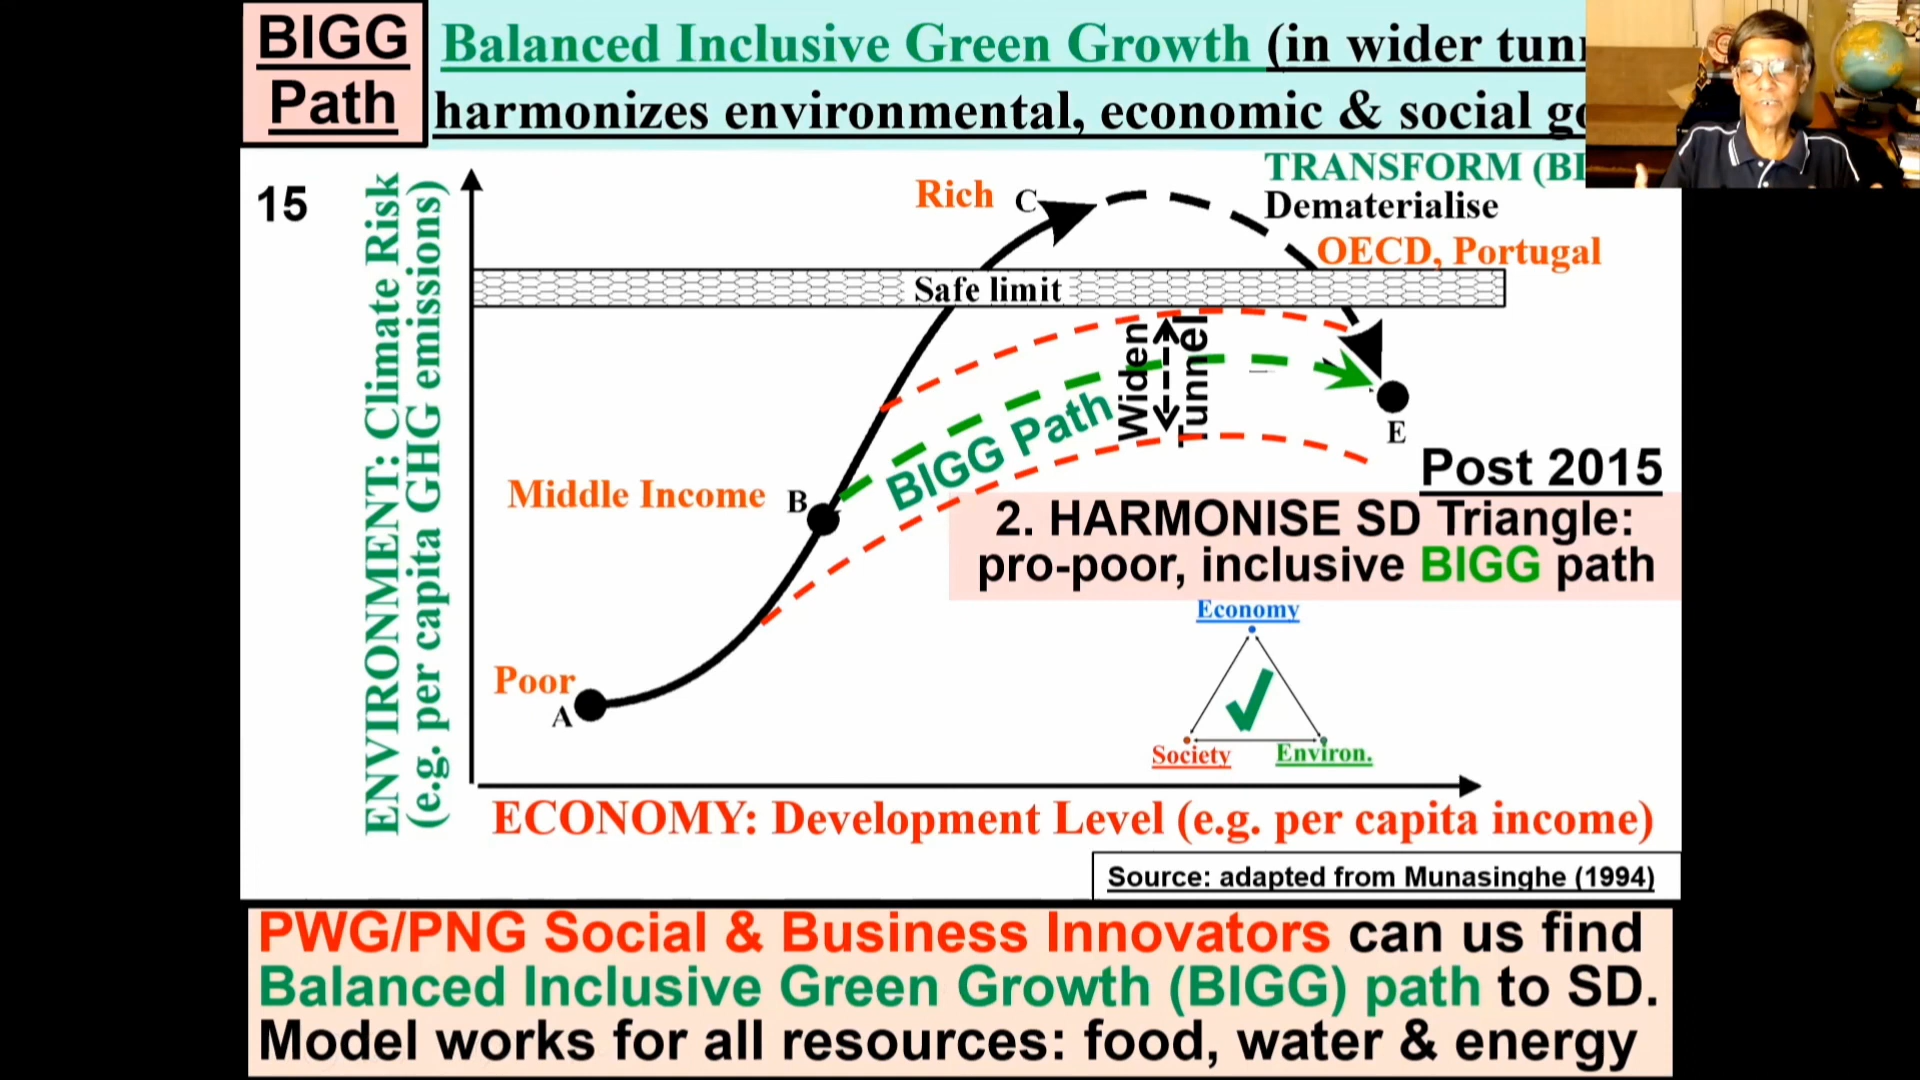 BIGG
Path
Balanced Inclusive Green Growth (in wider
harmonizes environmental, economic & social
15
TRANSFORM
Dematerialise
OECD, Portugal
Rich C
Safe limit
Widen
Tunnel
BIGG Path
E
Post 2015
Middle Income B
2. HARMONISE SD Triangle:
pro-poor, inclusive BIGG path
Economy
Society
Environ.
Poor
A
ENVIRONMENT: Climate Risk
(e.g. per capita GHG emissions)
ECONOMY: Development Level (e.g. per capita income)
Source: adapted from Munasinghe (1994)
PWG/PNG Social & Business Innovators can us find
Balanced Inclusive Green Growth (BIGG) path to SD.
Model works for all resources: food, water & energy